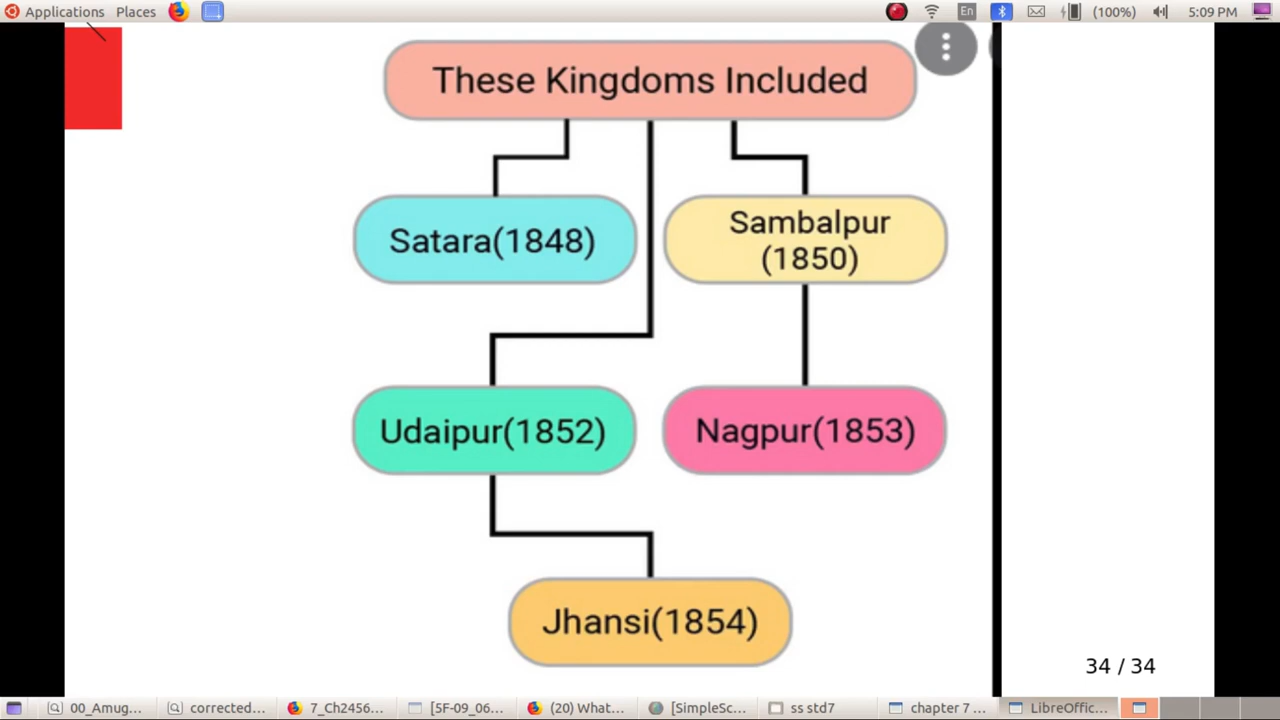 Applications Places En (100%) 5:09 PM
These Kingdoms Included
Satara(1848)
Sambalpur
(1850)
Udaipur(1852)
Nagpur(1853)
Jhansi(1854)
34 / 34
00_Amug... corrected... 7_Ch2456... [5F-09_06... (20) What... [SimpleSc... ss std7 chapter 7 ... LibreOffic...